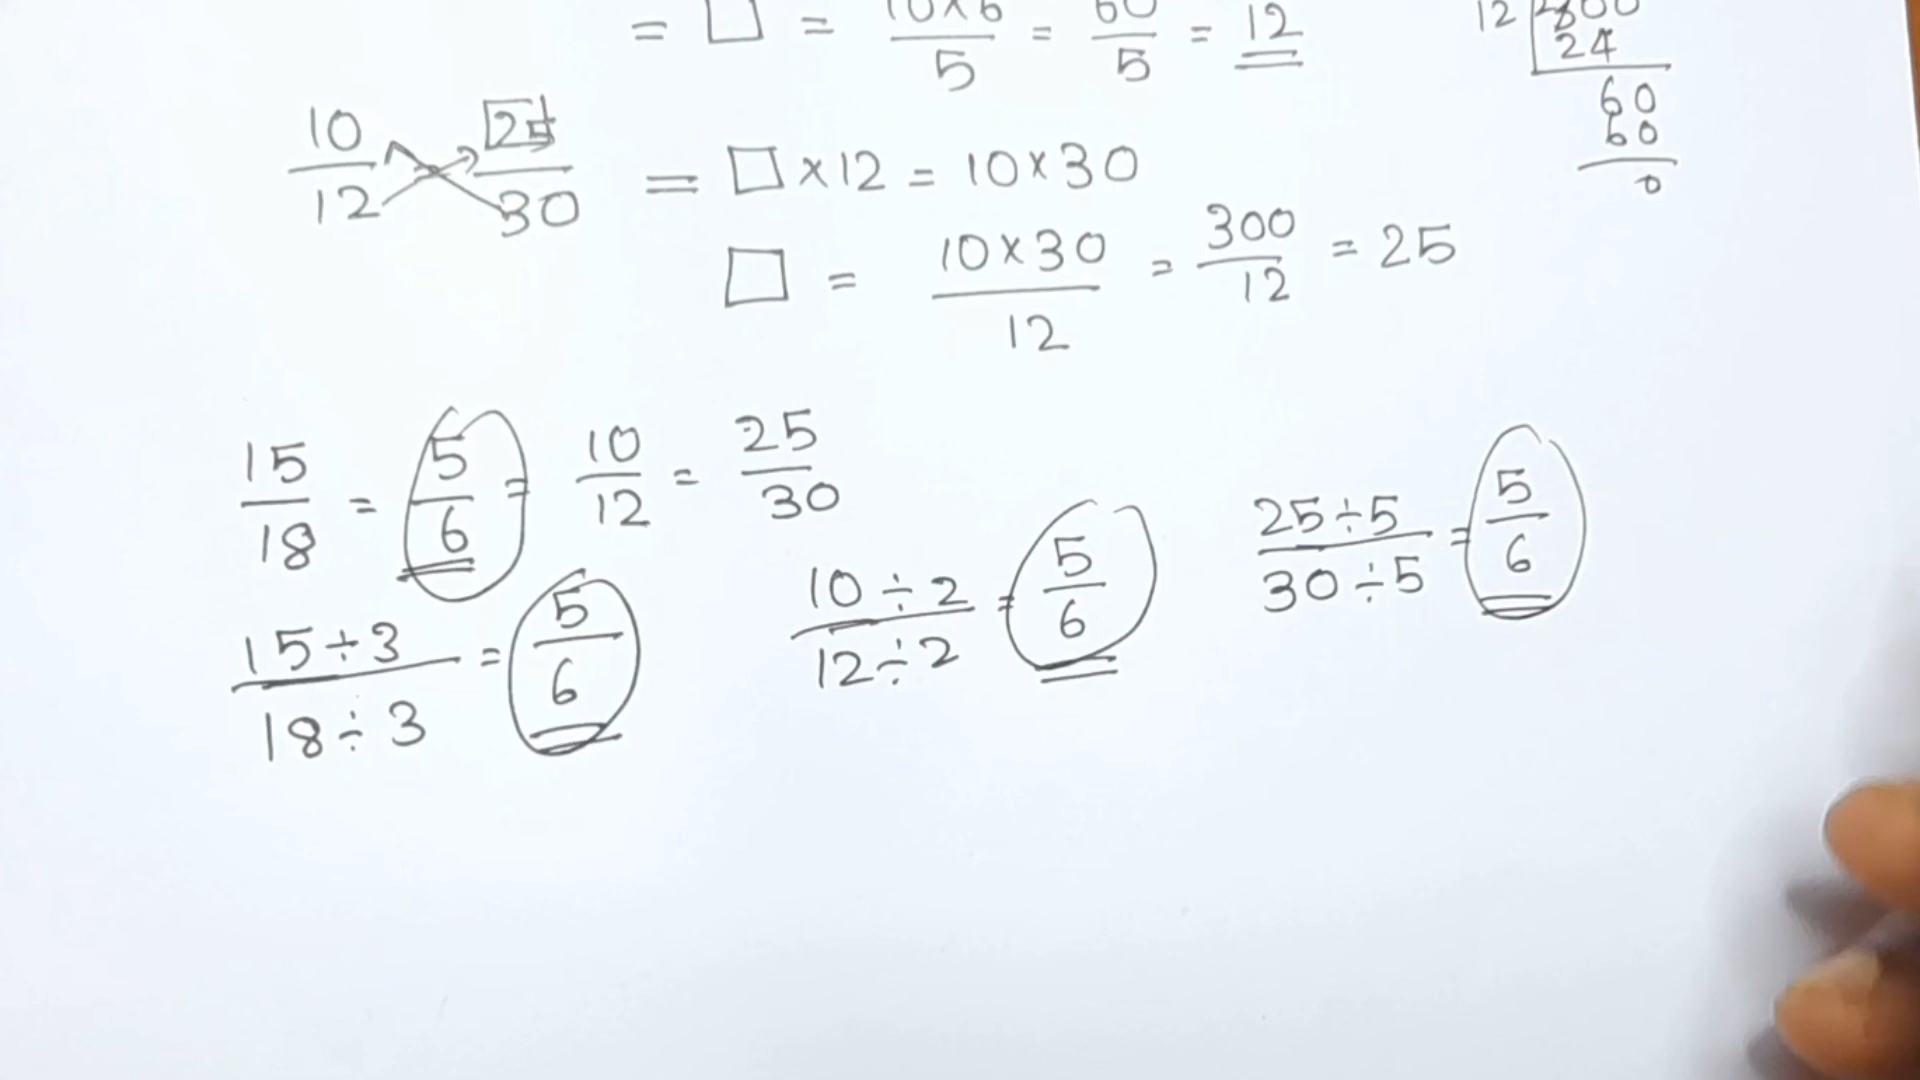 = □ = 10×6/5 = 60/5 = 12
10/12 25/30 = □ × 12 = 10×30
□ = 10×30/12 = 300/12 = 25
12 300
24
60
60
0
15/18 = 5/6 = 10/12 = 25/30
15÷3/18÷3 = 5/6
10÷2/12÷2 = 5/6
25÷5/30÷5 = 5/6